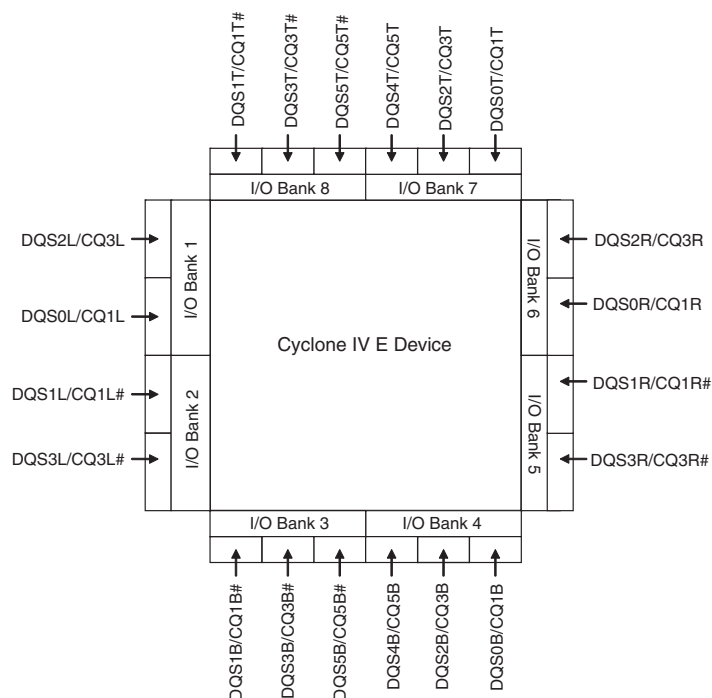 DQS1T/CQ1T#
DQS3T/CQ3T#
DQS5T/CQ5T#
DQS4T/CQ5T
DQS2T/CQ3T
DQS0T/CQ1T
I/O Bank 8
I/O Bank 7
DQS2L/CQ3L
DQS0L/CQ1L
DQS1L/CQ1L#
DQS3L/CQ3L#
I/O Bank 1
I/O Bank 2
Cyclone IV E Device
I/O Bank 6
I/O Bank 5
DQS2R/CQ3R
DQS0R/CQ1R
DQS1R/CQ1R#
DQS3R/CQ3R#
I/O Bank 3
I/O Bank 4
DQS1B/CQ1B#
DQS3B/CQ3B#
DQS5B/CQ5B#
DQS4B/CQ5B
DQS2B/CQ3B
DQS0B/CQ1B